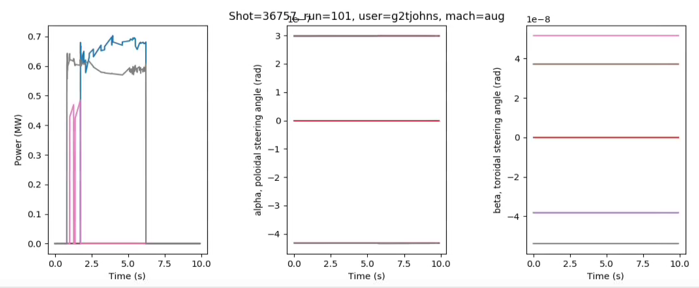 Shot=36757, run=101, user=g2tjohns, mach=aug
1e-8
0.7
0.6
0.5
0.4
0.3
0.2
0.1
0.0
Power (MW)
0.0 2.5 5.0 7.5 10.0
Time (s)
3
2
1
0
−1
−2
−3
−4
alpha, poloidal steering angle (rad)
0.0 2.5 5.0 7.5 10.0
Time (s)
4
2
0
−2
−4
beta, toroidal steering angle (rad)
0.0 2.5 5.0 7.5 10.0
Time (s)